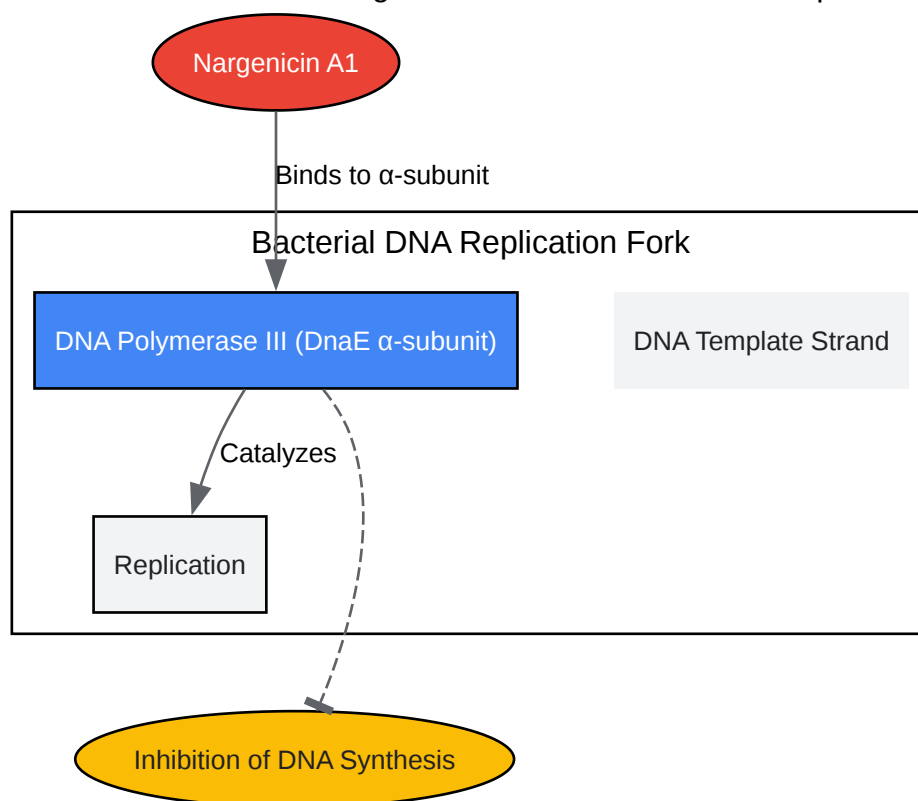 Nargenicin A1
Binds to α-subunit
Bacterial DNA Replication Fork
DNA Polymerase III (DnaE α-subunit)
DNA Template Strand
Catalyzes
Replication
Inhibition of DNA Synthesis